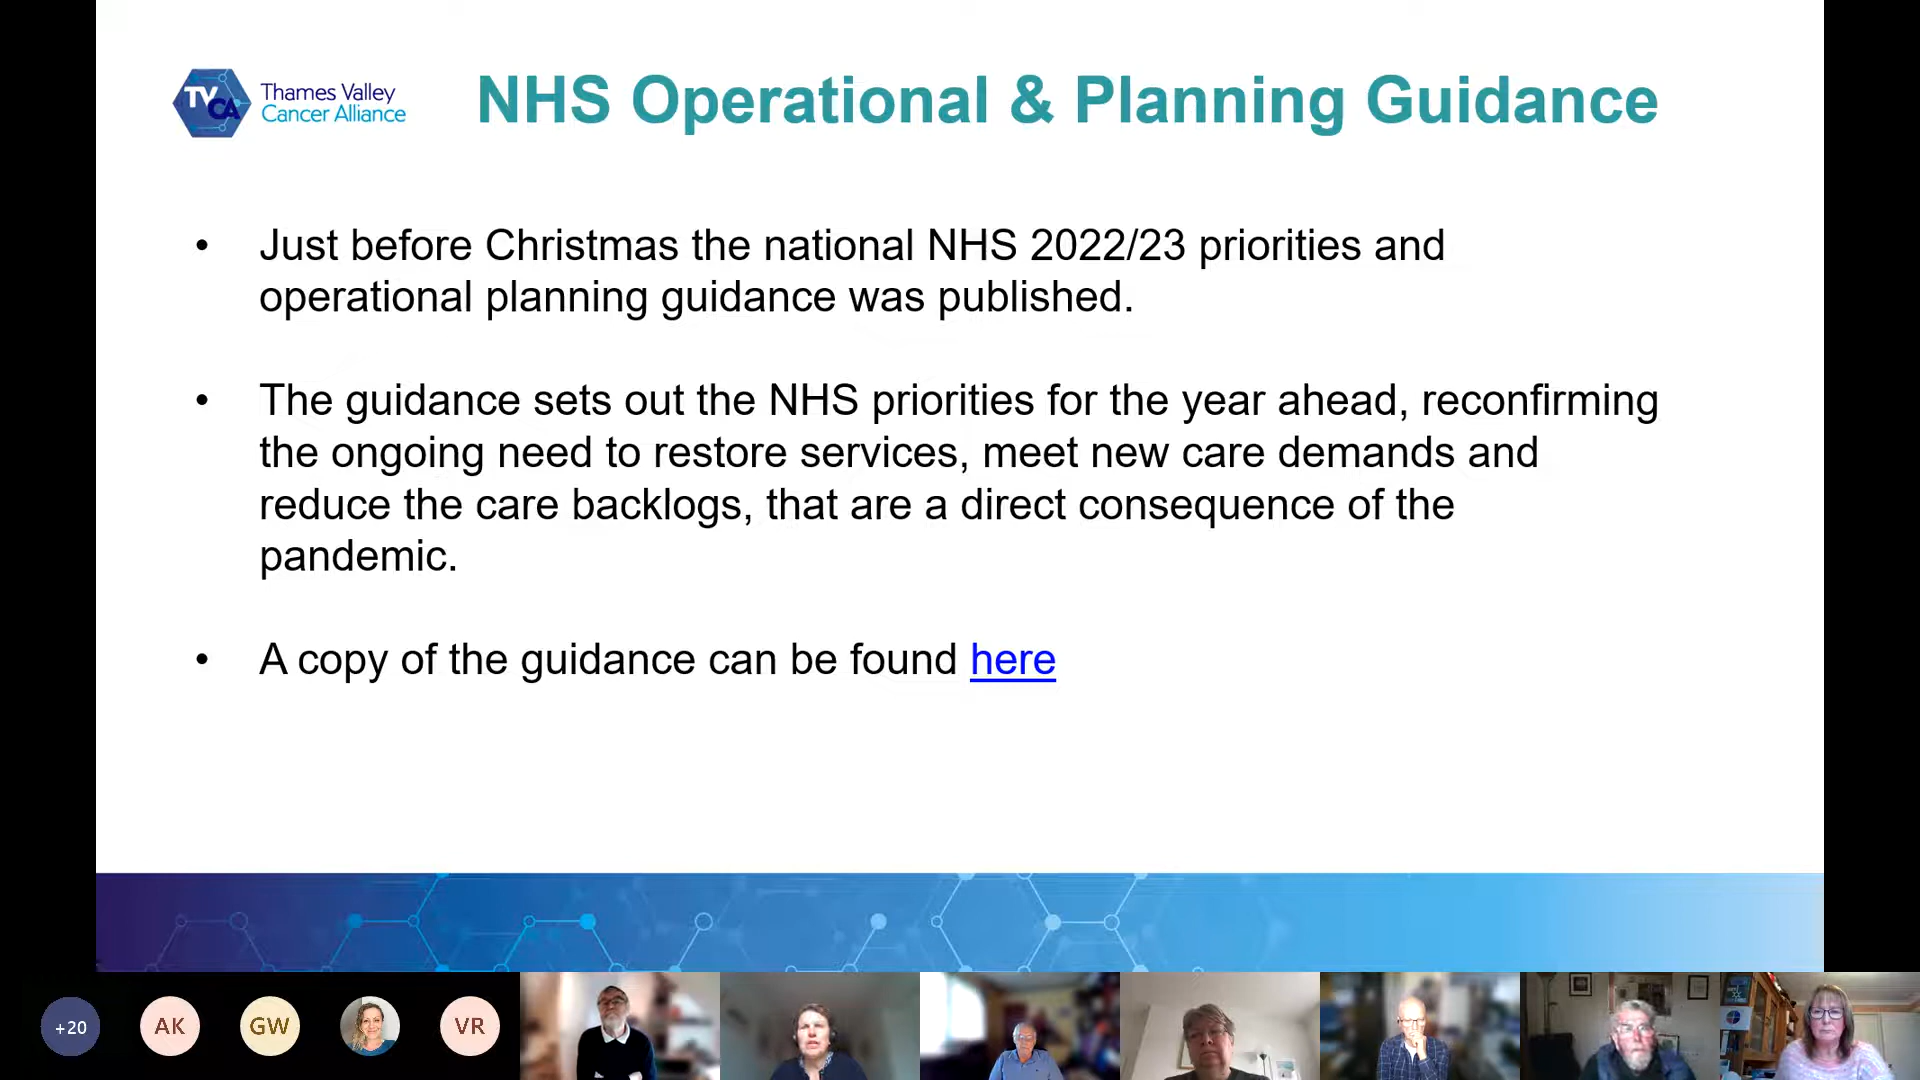 TVCA
Thames Valley
Cancer Alliance
NHS Operational & Planning Guidance
• Just before Christmas the national NHS 2022/23 priorities and
operational planning guidance was published.
• The guidance sets out the NHS priorities for the year ahead, reconfirming
the ongoing need to restore services, meet new care demands and
reduce the care backlogs, that are a direct consequence of the
pandemic.
• A copy of the guidance can be found here
+20
AK
GW
VR